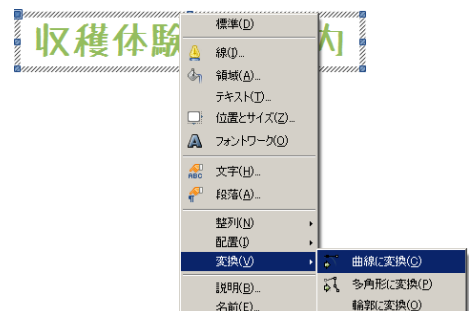 収穫体験
内
標準(D)
線(I)...
領域(A)...
テキスト(T)...
位置とサイズ(Z)...
フォントワーク(O)
文字(H)...
段落(A)...
整列(N)
配置(I)
変換(V)
曲線に変換(C)
多角形に変換(P)
輪郭に変換(O)
説明(B)...
名前(E)...